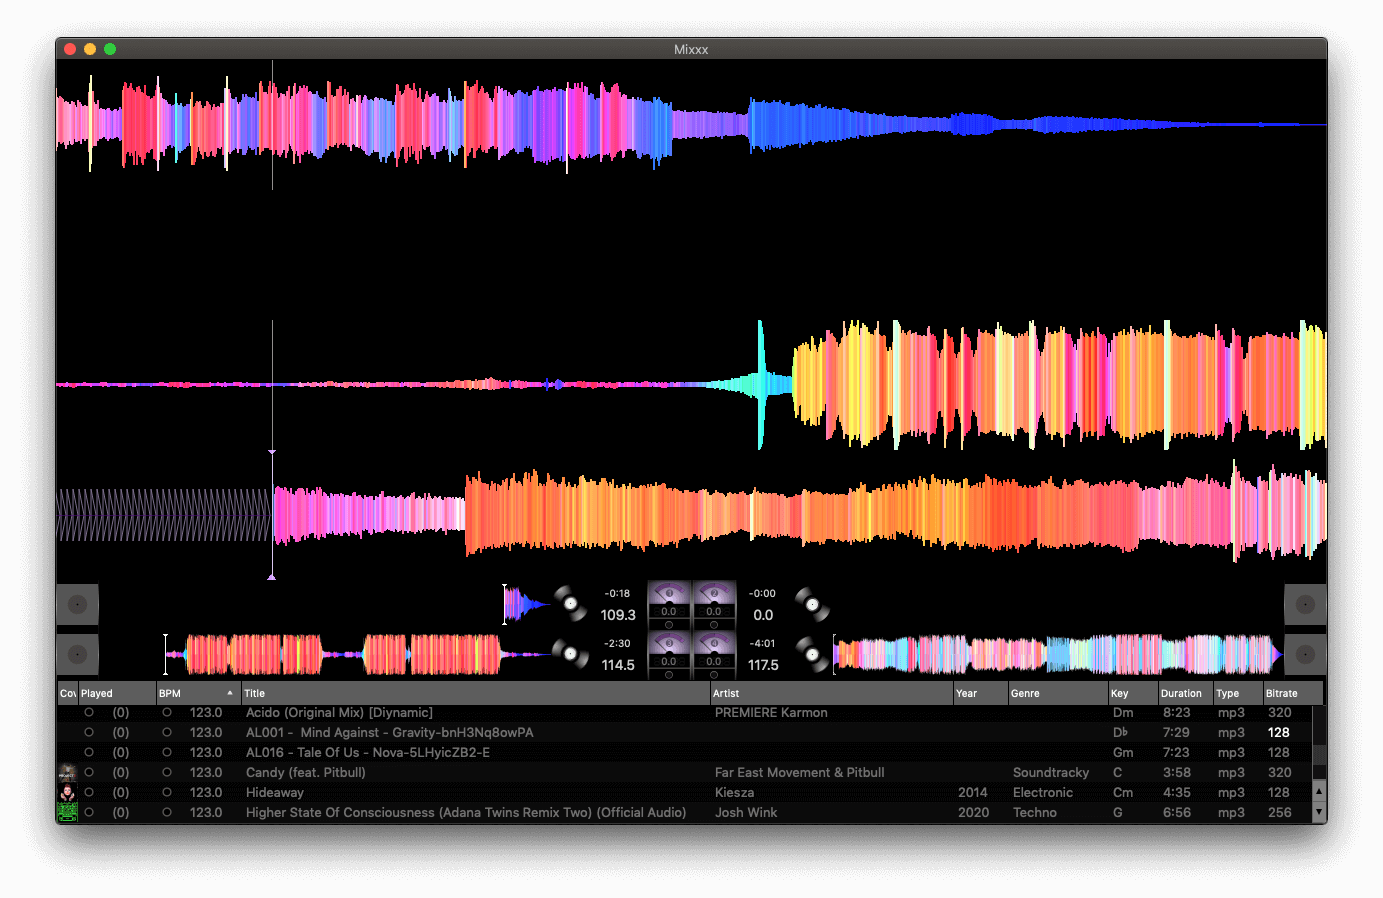 Mixxx
-0:18 1 2 -0:00
109.3 0.0 0.0 0.0
-2:30 3 4 -4:01
114.5 0.0 0.0 117.5
Cov Played BPM Title Artist Year Genre Key Duration Type Bitrate
(0) 123.0 Acido (Original Mix) [Diynamic] PREMIERE Karmon Dm 8:23 mp3 320
(0) 123.0 AL001 - Mind Against - Gravity-bnH3Nq8owPA D♭ 7:29 mp3 128
(0) 123.0 AL016 - Tale Of Us - Nova-5LHyicZB2-E Gm 7:23 mp3 128
(0) 123.0 Candy (feat. Pitbull) Far East Movement & Pitbull Soundtracky C 3:58 mp3 320
(0) 123.0 Hideaway Kiesza 2014 Electronic Cm 4:35 mp3 128
(0) 123.0 Higher State Of Consciousness (Adana Twins Remix Two) (Official Audio) Josh Wink 2020 Techno G 6:56 mp3 256